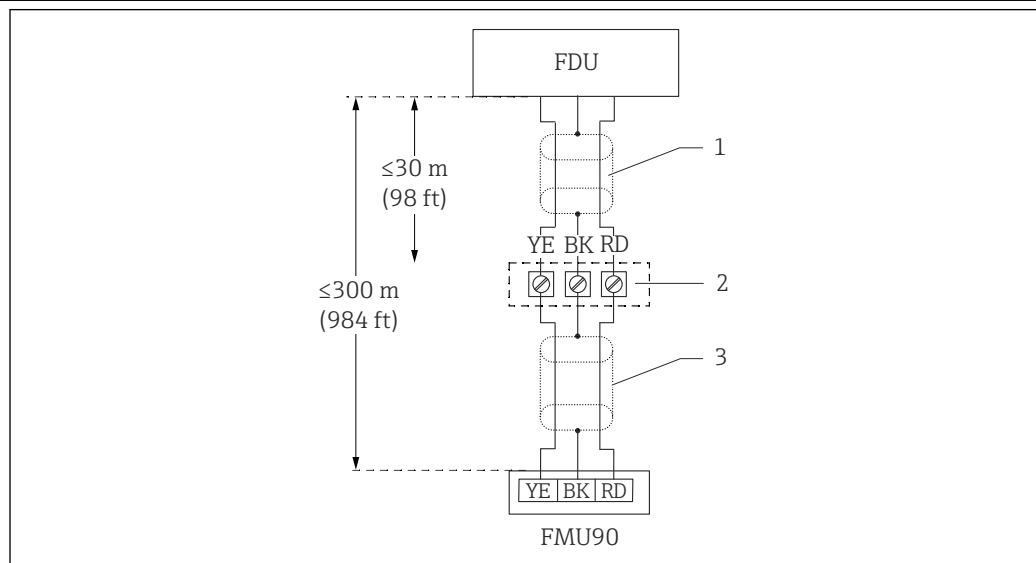 FDU
1
≤30 m
(98 ft)
YE BK RD
2
≤300 m
(984 ft)
3
YE BK RD
FMU90